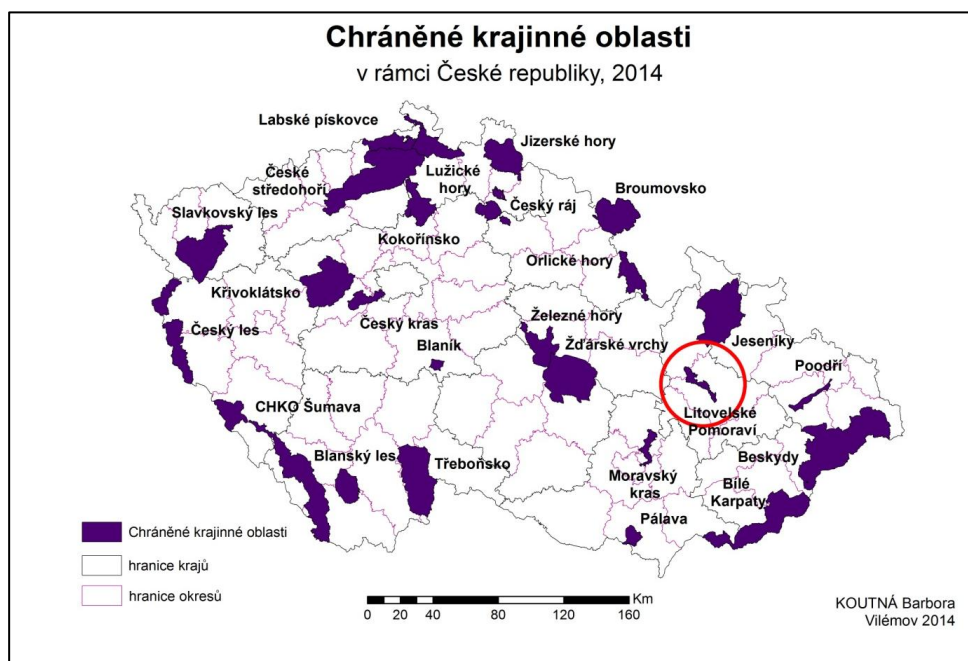 Chráněné krajinné oblasti
v rámci České republiky, 2014
Labské pískovce
Jizerské hory
České
středohoří
Lužické
hory
Broumovsko
Slavkovský les
Český ráj
Kokořínsko
Orlické hory
Křivoklátsko
Český les
Český kras
Železné hory
Blaník
Žďárské vrchy
Jeseníky
Poodří
CHKO Šumava
Litovelské
Pomoraví
Blanský les
Třeboňsko
Beskydy
Moravský
kras
Bílé
Karpaty
Pálava
Chráněné krajinné oblasti
hranice krajů
hranice okresů
Km
0 20 40 80 120 160
KOUTNÁ Barbora
Vilémov 2014